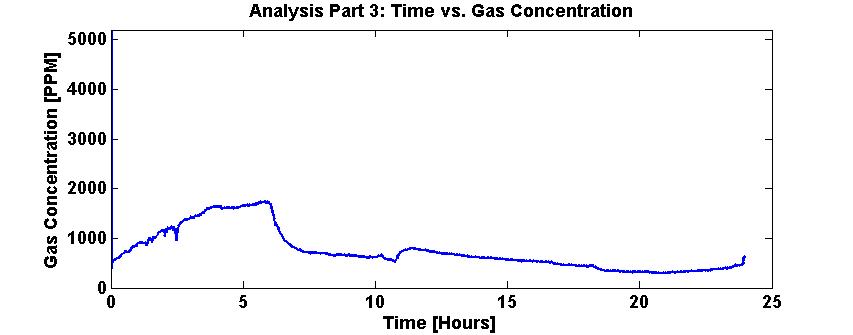 Analysis Part 3: Time vs. Gas Concentration
Gas Concentration [PPM]
5000
4000
3000
2000
1000
0
0 5 10 15 20 25
Time [Hours]